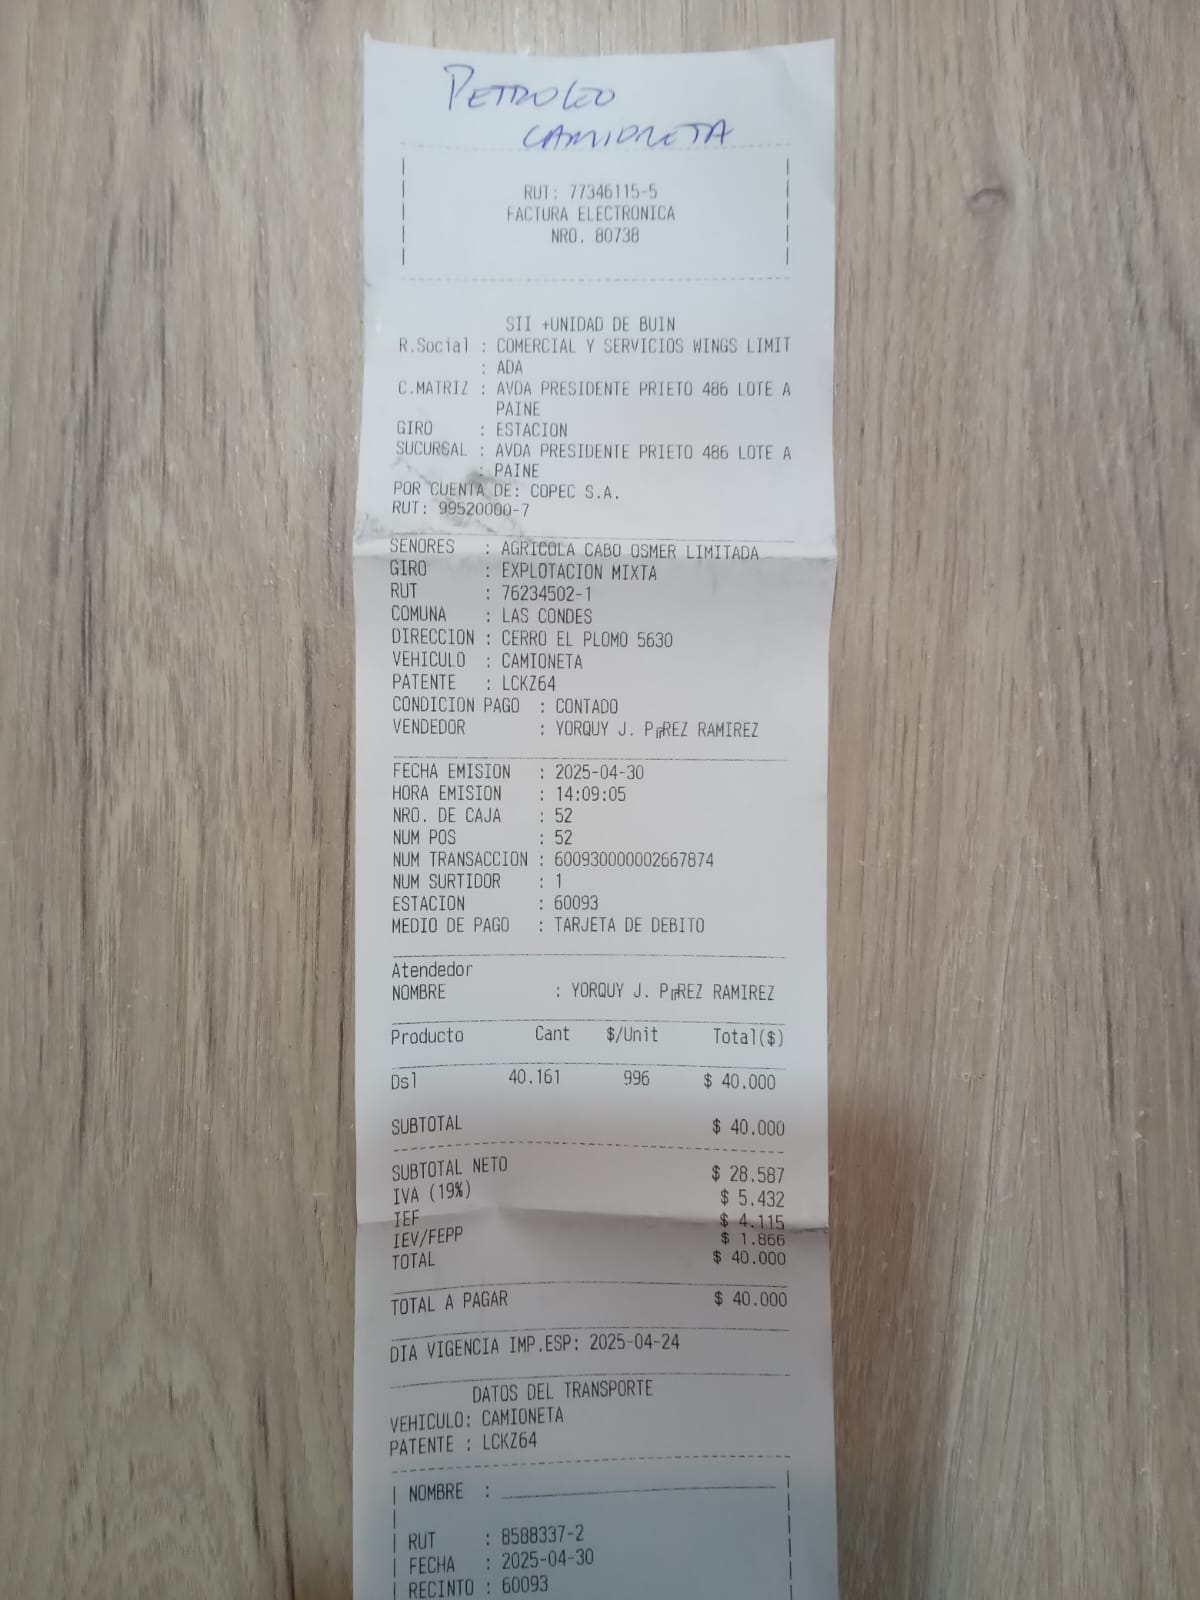 PETROLEO
CAMIONETA
RUT: 77346115-5
FACTURA ELECTRONICA
NRO. 80738
SII +UNIDAD DE BUIN
R.Social : COMERCIAL Y SERVICIOS WINGS LIMIT
: ADA
C.MATRIZ : AVDA PRESIDENTE PRIETO 486 LOTE A
PAINE
GIRO : ESTACION
SUCURSAL : AVDA PRESIDENTE PRIETO 486 LOTE A
: PAINE
POR CUENTA DE: COPEC S.A.
RUT: 99520000-7
SENORES : AGRICOLA CABO OSMER LIMITADA
GIRO : EXPLOTACION MIXTA
RUT : 76234502-1
COMUNA : LAS CONDES
DIRECCION : CERRO EL PLOMO 5630
VEHICULO : CAMIONETA
PATENTE : LCKZ64
CONDICION PAGO : CONTADO
VENDEDOR : YORQUY J. P╔REZ RAMIREZ
FECHA EMISION : 2025-04-30
HORA EMISION : 14:09:05
NRO. DE CAJA : 52
NUM POS : 52
NUM TRANSACCION : 600930000002667874
NUM SURTIDOR : 1
ESTACION : 60093
MEDIO DE PAGO : TARJETA DE DEBITO
Atendedor
NOMBRE : YORQUY J. P╔REZ RAMIREZ
Producto Cant $/Unit Total($)
Dsl 40.161 996 $ 40.000
SUBTOTAL $ 40.000
SUBTOTAL NETO $ 28.587
IVA (19%) $ 5.432
IEF $ 4.115
IEV/FEPP $ 1.866
TOTAL $ 40.000
TOTAL A PAGAR $ 40.000
DIA VIGENCIA IMP.ESP: 2025-04-24
DATOS DEL TRANSPORTE
VEHICULO: CAMIONETA
PATENTE : LCKZ64
NOMBRE :
RUT : 8588337-2
FECHA : 2025-04-30
RECINTO : 60093